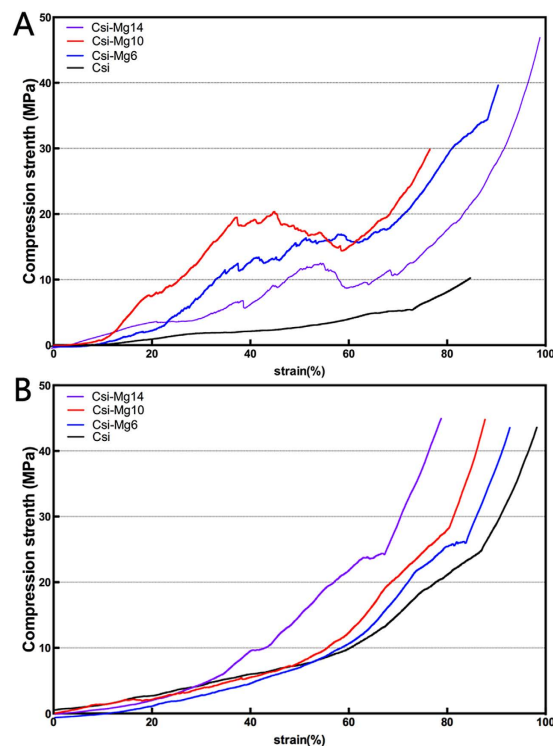 A
Csi-Mg14
Csi-Mg10
Csi-Mg6
Csi
Compression strenth (MPa)
50
40
30
20
10
0
0 20 40 60 80 100
strain(%)
B
Csi-Mg14
Csi-Mg10
Csi-Mg6
Csi
Compression strenth (MPa)
50
40
30
20
10
0
0 20 40 60 80 100
strain(%)